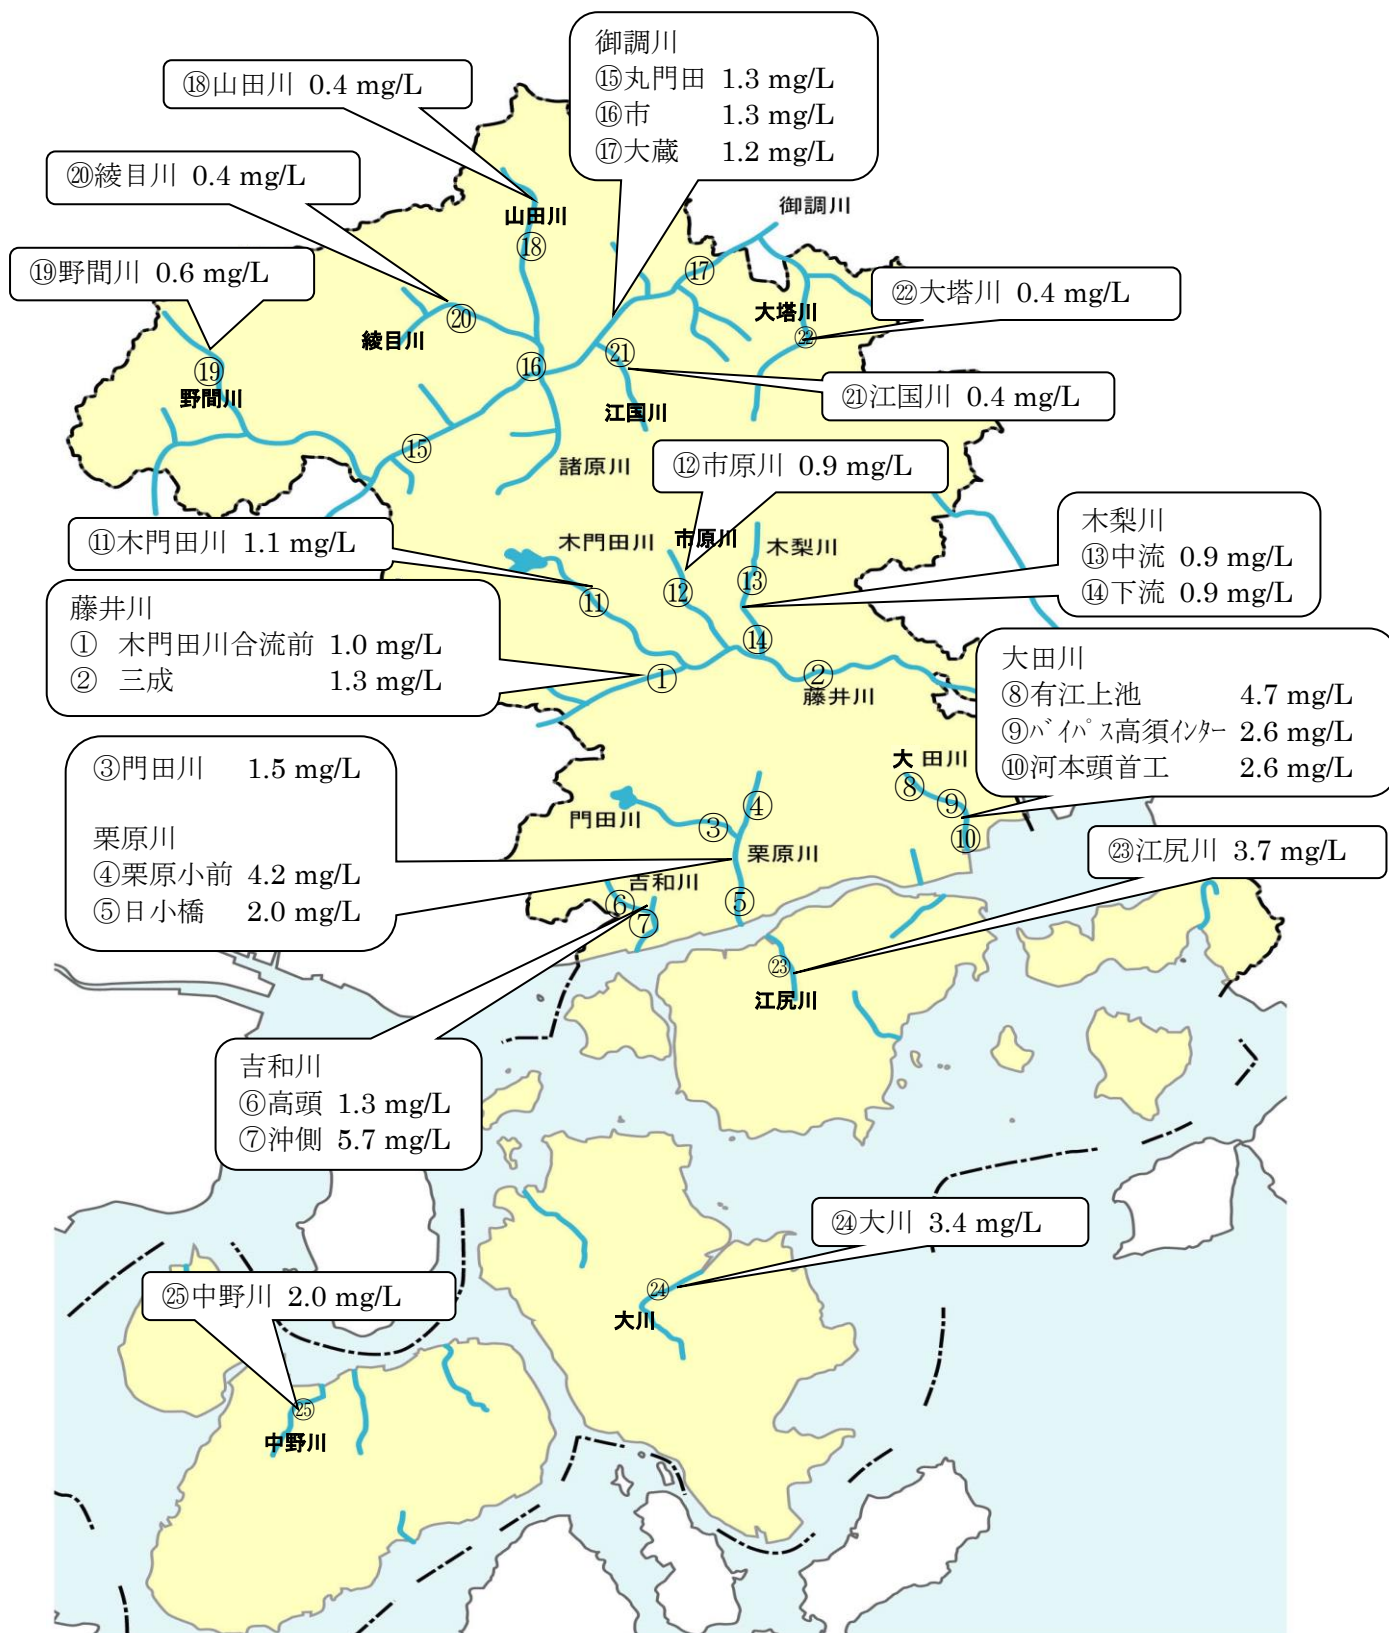 御調川
⑮丸門田 1.3 mg/L
⑯市 1.3 mg/L
⑰大蔵 1.2 mg/L
⑱山田川 0.4 mg/L
⑳綾目川 0.4 mg/L
御調川
山田川
⑱
⑰
⑲野間川 0.6 mg/L
㉒大塔川 0.4 mg/L
大塔川
⑳
綾目川
㉒
㉑
⑯
⑲
野間川
㉑江国川 0.4 mg/L
江国川
⑮
諸原川
⑫市原川 0.9 mg/L
木梨川
⑬中流 0.9 mg/L
⑭下流 0.9 mg/L
⑪木門田川 1.1 mg/L
木門田川
市原川
木梨川
⑬
⑫
⑪
藤井川
① 木門田川合流前 1.0 mg/L
② 三成 1.3 mg/L
⑭
①
②
藤井川
大田川
⑧有江上池 4.7 mg/L
⑨バイパス高須インター 2.6 mg/L
⑩河本頭首工 2.6 mg/L
③門田川 1.5 mg/L
栗原川
④栗原小前 4.2 mg/L
⑤日小橋 2.0 mg/L
大田川
⑧
⑨
⑩
門田川
③
④
栗原川
㉓江尻川 3.7 mg/L
吉和川
⑥
⑦
⑤
㉓
江尻川
吉和川
⑥高頭 1.3 mg/L
⑦沖側 5.7 mg/L
㉔大川 3.4 mg/L
㉔
大川
㉕中野川 2.0 mg/L
㉕
中野川